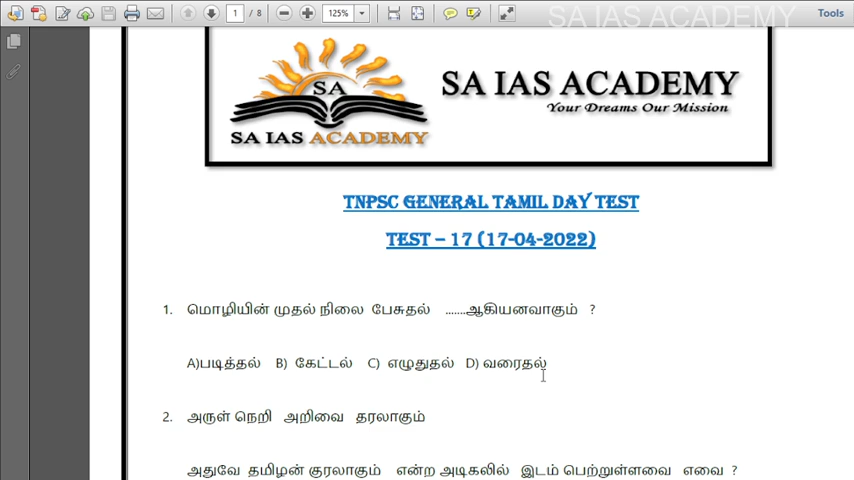 SA IAS ACADEMY
1 / 8
125%
Tools
SA
SA IAS ACADEMY
SA IAS ACADEMY
Your Dreams Our Mission
TNPSC GENERAL TAMIL DAY TEST
TEST – 17 (17-04-2022)
1. மொழியின் முதல் நிலை பேசுதல் .......ஆகியனவாகும் ?
A)படித்தல் B) கேட்டல் C) எழுதுதல் D) வரைதல்
2. அருள் நெறி அறிவை தரலாகும்
அதுவே தமிழன் குரலாகும் என்ற அடிகலில் இடம் பெற்றுள்ளவை எவை ?